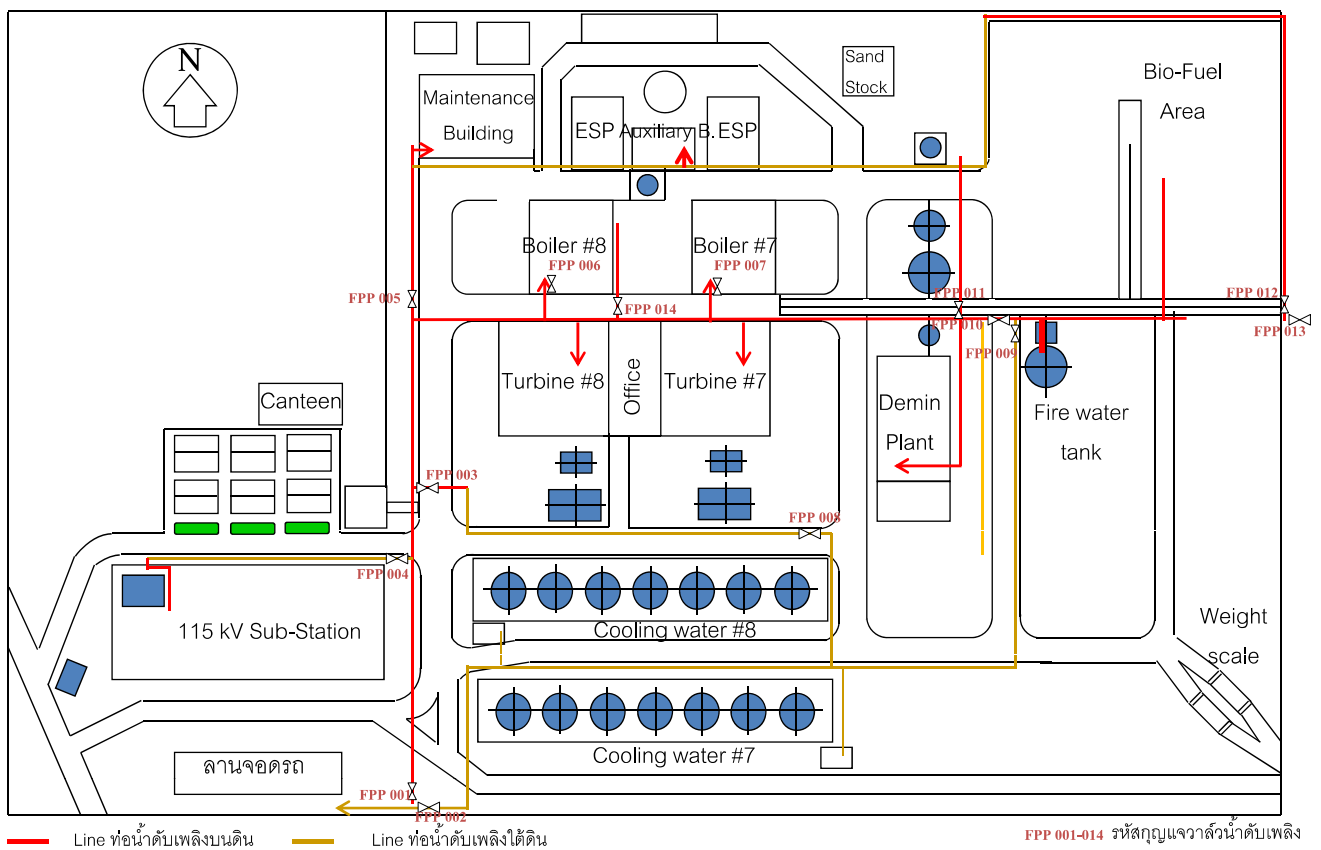 N
Sand
Stock
Bio-Fuel
Area
Maintenance
Building
ESP
Auxiliary B.
ESP
Boiler #8
Boiler #7
FPP 006
FPP 007
FPP 005
FPP 014
FPP 011
FPP 012
FPP 010
FPP 013
FPP 009
Turbine #8
Office
Turbine #7
Canteen
Demin
Plant
Fire water
tank
FPP 003
FPP 008
FPP 004
115 kV Sub-Station
Cooling water #8
Weight
scale
Cooling water #7
ลานจอดรถ
FPP 001
FPP 002
Line ท่อน้ำดับเพลิงบนดิน
Line ท่อน้ำดับเพลิงใต้ดิน
FPP 001-014 รหัสกุญแจวาล์วน้ำดับเพลิง